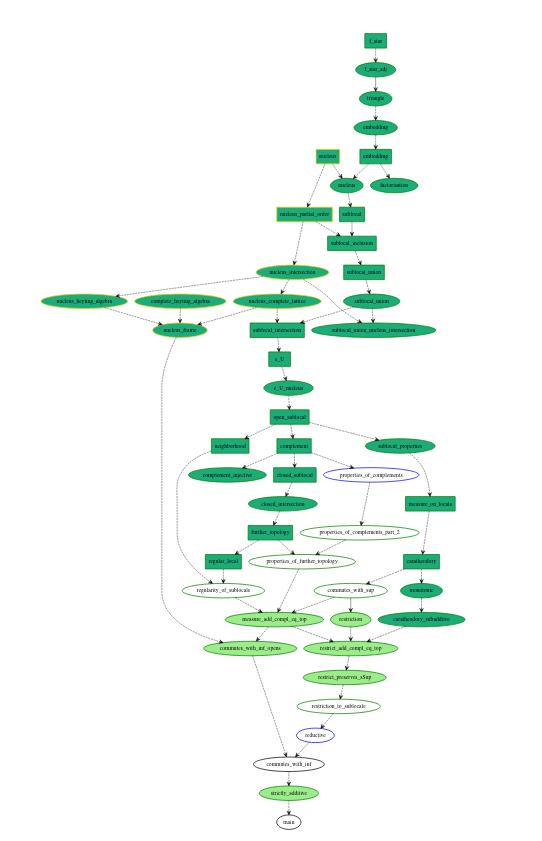 f_star
f_star_adj
triangle
embedding
nucleus
embedding
nucleus
factorisation
nucleus_partial_order
sublocal
sublocal_inclusion
nucleus_intersection
sublocal_union
nucleus_heyting_algebra
complete_heyting_algebra
nucleus_complete_lattice
sublocal_union
nucleus_frame
sublocal_intersection
sublocal_union_nucleus_intersection
e_U
e_U_nucleus
open_sublocal
neighborhood
complement
sublocal_properties
complement_injective
closed_sublocal
properties_of_complements
closed_intersection
measure_on_locale
further_topology
properties_of_complements_part_2
regular_local
properties_of_further_topology
caratheodory
regularity_of_sublocals
commutes_with_sup
monotonic
measure_add_compl_eq_top
restriction
caratheodory_subadditive
commutes_with_inf_opens
restrict_add_compl_eq_top
restrict_preserves_sSup
restriction_to_sublocale
reductive
commutes_with_inf
strictly_additive
main